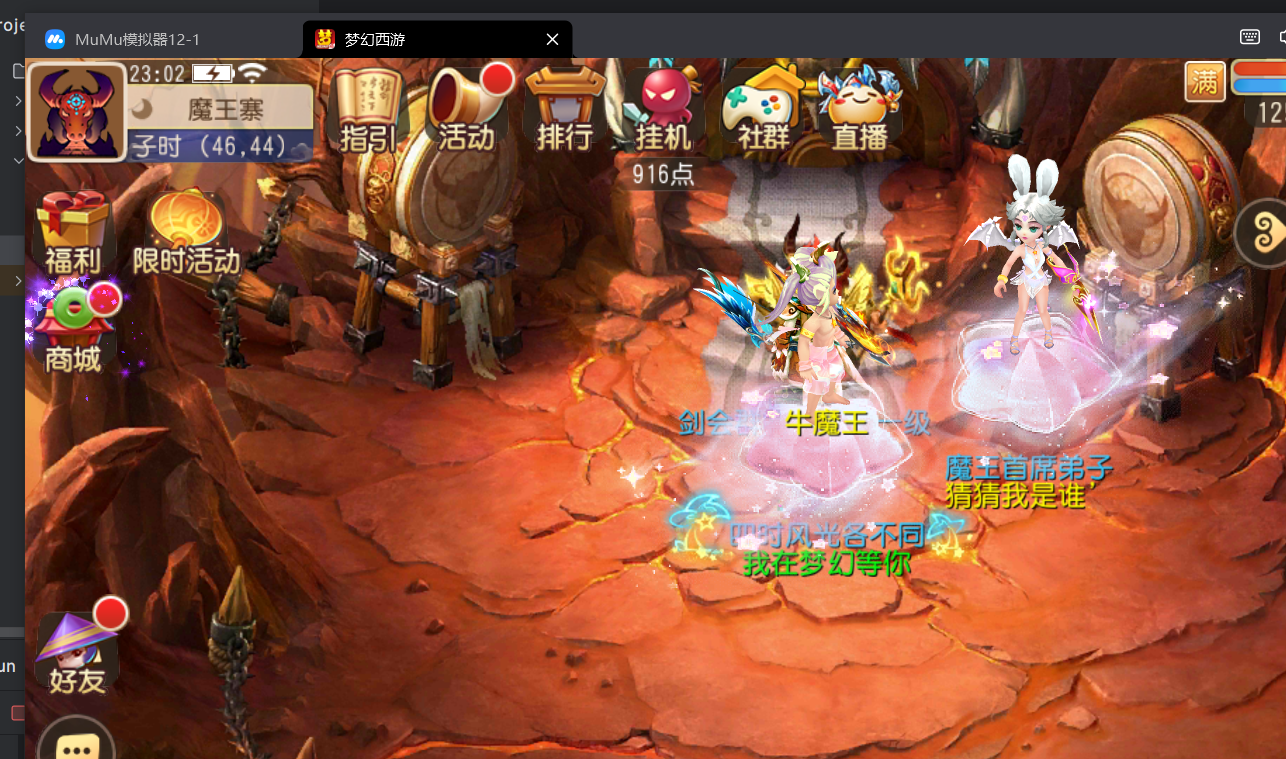 MuMu模拟器12-1
梦幻西游
23:02
魔王寨
子时（46,44）
指引
活动
排行
挂机
916点
社群
直播
满
福利
限时活动
商城
牛魔王
魔王首席弟子
猜猜我是谁’
四时风光各不同
我在梦幻等你
好友
un